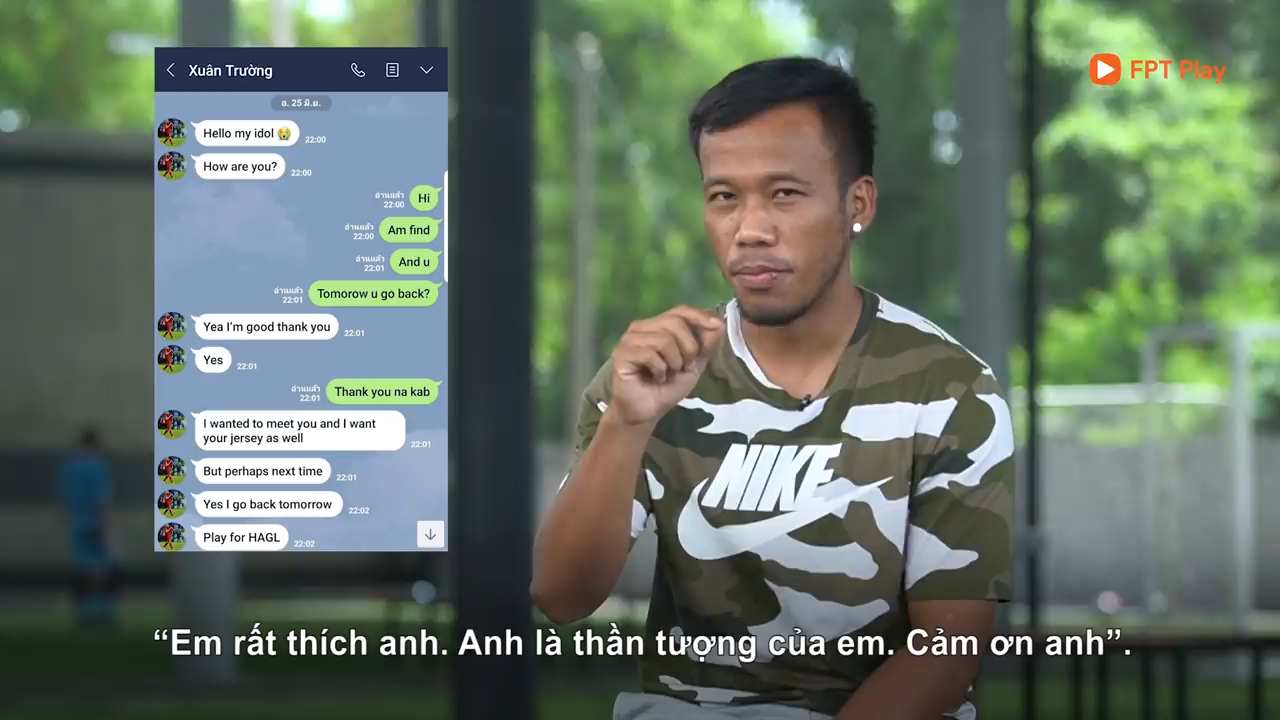 FPT Play
Xuân Trường
อ. 25 มิ.ย.
Hello my idol 😭
22:00
How are you?
22:00
อ่านแล้ว
22:00
Hi
อ่านแล้ว
22:00
Am find
อ่านแล้ว
22:01
And u
อ่านแล้ว
22:01
Tomorow u go back?
Yea I'm good thank you
22:01
Yes
22:01
อ่านแล้ว
22:01
Thank you na kab
I wanted to meet you and I want
your jersey as well
22:01
But perhaps next time
22:01
Yes I go back tomorrow
22:02
Play for HAGL
22:02
NIKE
“Em rất thích anh. Anh là thần tượng của em. Cảm ơn anh”.